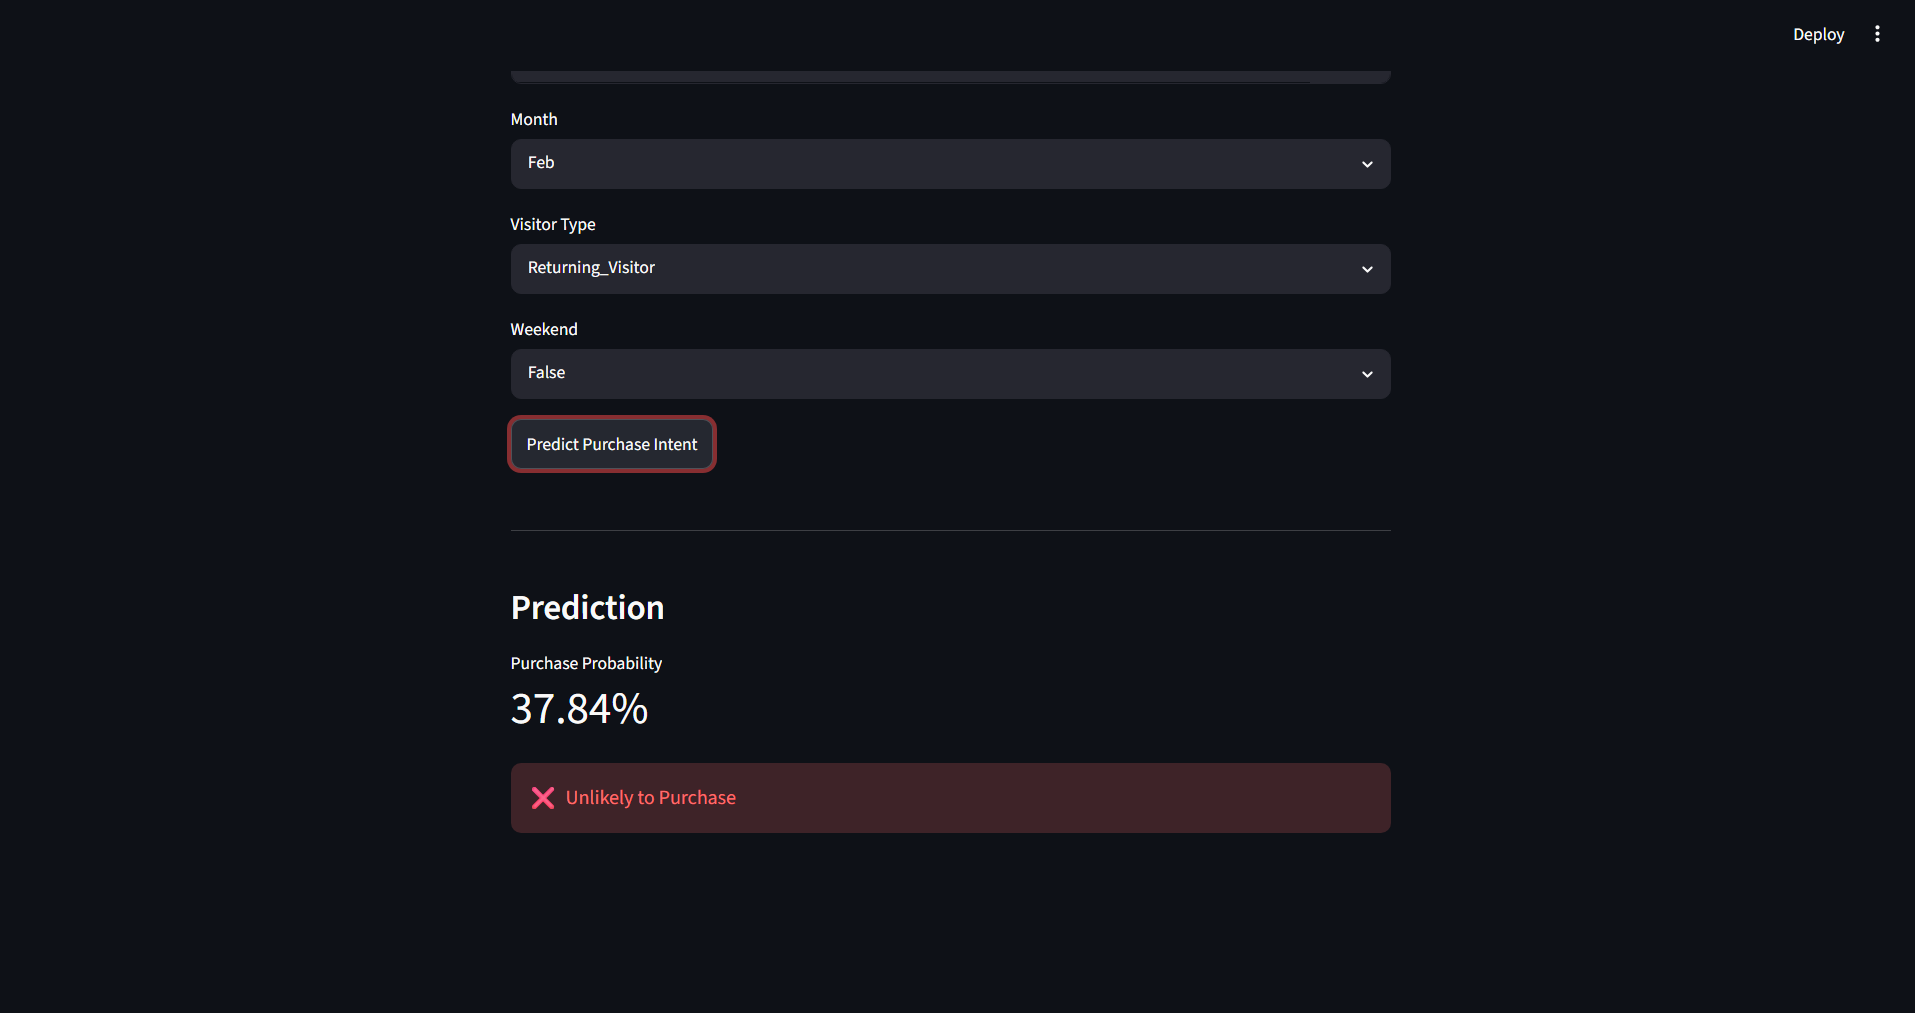 Deploy
Month
Feb
Visitor Type
Returning_Visitor
Weekend
False
Predict Purchase Intent
Prediction
Purchase Probability
37.84%
❌ Unlikely to Purchase